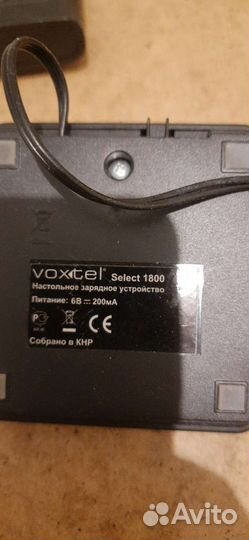 voxtel Select 1800
Настольное зарядное устройство
Питание: 6В 200мА
CE
Собрано в КНР
Avito